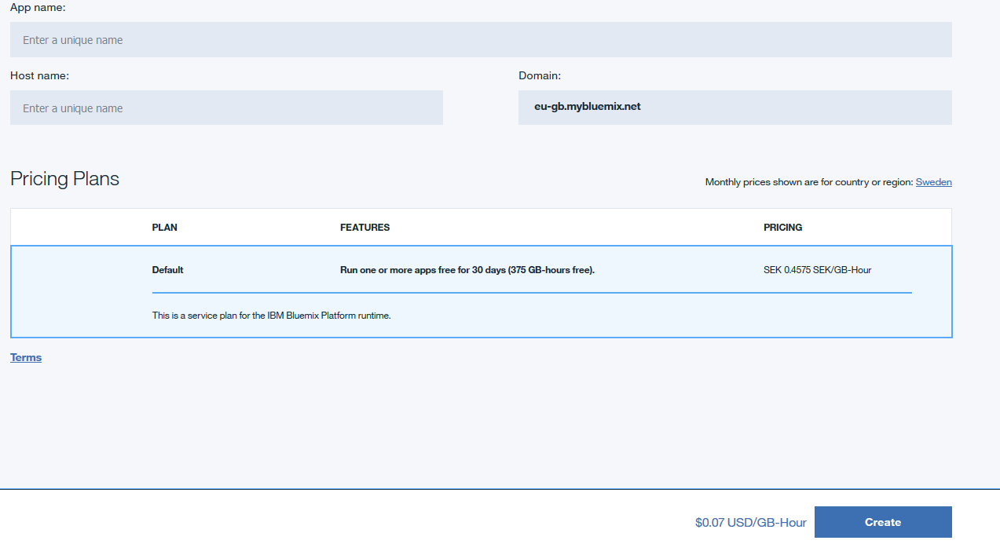 App name:
Enter a unique name
Host name:
Domain:
Enter a unique name
eu-gb.mybluemix.net
Pricing Plans
Monthly prices shown are for country or region: Sweden
PLAN FEATURES PRICING
Default Run one or more apps free for 30 days (375 GB-hours free). SEK 0.4575 SEK/GB-Hour
This is a service plan for the IBM Bluemix Platform runtime.
Terms
$0.07 USD/GB-Hour Create